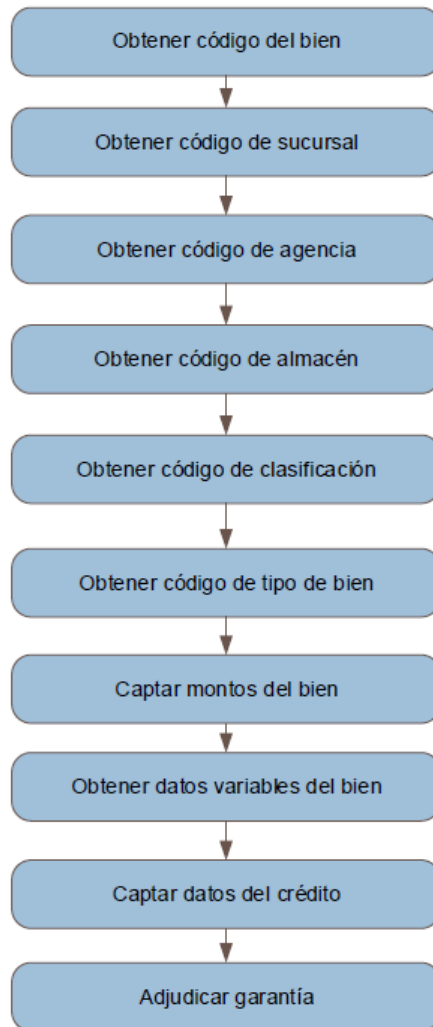 Obtener código del bien
Obtener código de sucursal
Obtener código de agencia
Obtener código de almacén
Obtener código de clasificación
Obtener código de tipo de bien
Captar montos del bien
Obtener datos variables del bien
Captar datos del crédito
Adjudicar garantía